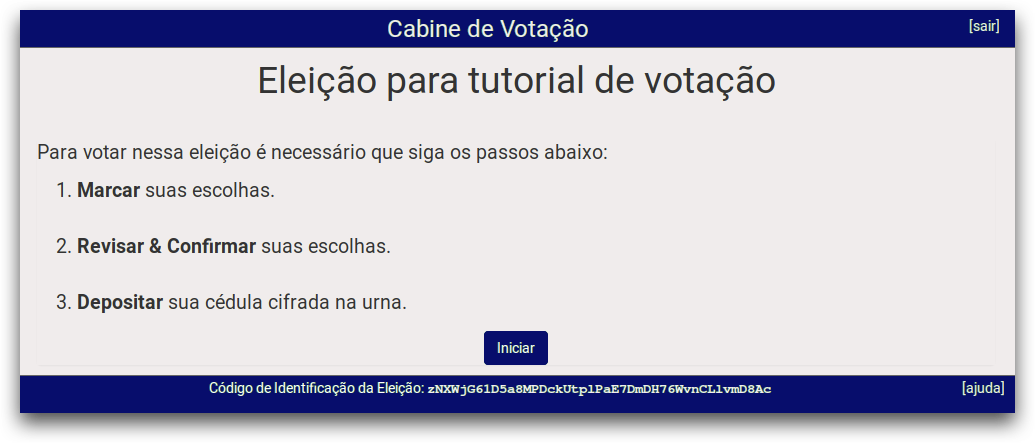 Cabine de Votação
[sair]
Eleição para tutorial de votação
Para votar nessa eleição é necessário que siga os passos abaixo:
1. Marcar suas escolhas.
2. Revisar & Confirmar suas escolhas.
3. Depositar sua cédula cifrada na urna.
Iniciar
Código de Identificação da Eleição: zNXWjG61D5a8MPDckUtplPaE7DmDH76WvnCLlvmD8Ac
[ajuda]